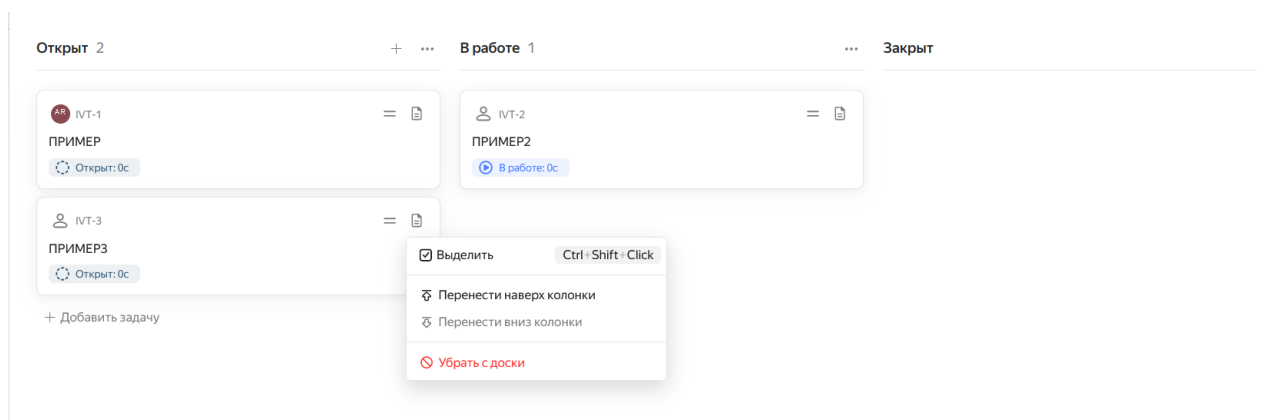 Открыт 2
В работе 1
Закрыт
AR IVT-1
ПРИМЕР
Открыт: 0с
IVT-3
ПРИМЕР3
Открыт: 0с
+ Добавить задачу
IVT-2
ПРИМЕР2
В работе: 0с
Выделить Ctrl+Shift+Click
Перенести наверх колонки
Перенести вниз колонки
Убрать с доски